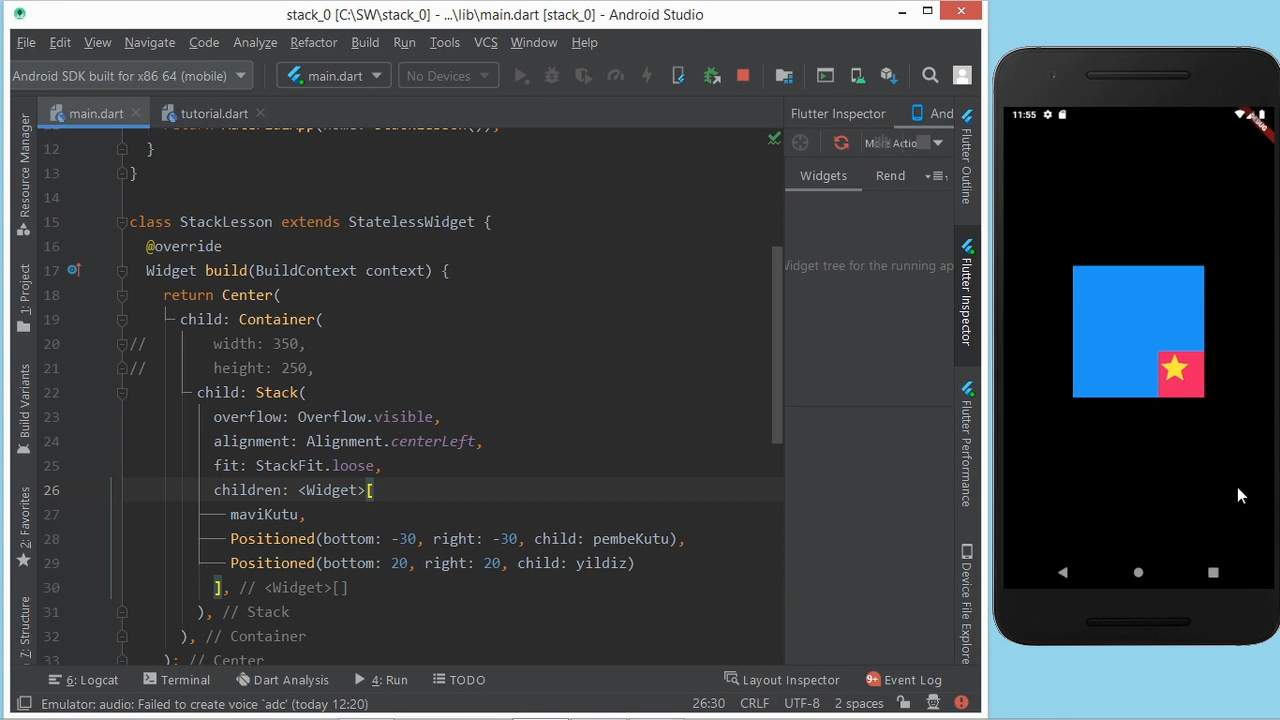 stack_0 [C:\SW\stack_0] - ...\lib\main.dart [stack_0] - Android Studio
File Edit View Navigate Code Analyze Refactor Build Run Tools VCS Window Help
Android SDK built for x86 64 (mobile) main.dart No Devices
main.dart tutorial.dart
Flutter Inspector And
More Actio
Widgets Rend
Widget tree for the running ap
12 }
13 }
14
15 class StackLesson extends StatelessWidget {
16 @override
17 Widget build(BuildContext context) {
18 return Center(
19 child: Container(
20 // width: 350,
21 // height: 250,
22 child: Stack(
23 overflow: Overflow.visible,
24 alignment: Alignment.centerLeft,
25 fit: StackFit.loose,
26 children: <Widget>[
27 maviKutu,
28 Positioned(bottom: -30, right: -30, child: pembeKutu),
29 Positioned(bottom: 20, right: 20, child: yildiz)
30 ], // <Widget>[]
31 ), // Stack
32 ), // Container
33 ); // Center
Resource Manager
1: Project
Build Variants
2: Favorites
7: Structure
Flutter Outline
Flutter Inspector
Flutter Performance
Device File Explore
6: Logcat Terminal Dart Analysis 4: Run TODO Layout Inspector 9+ Event Log
Emulator: audio: Failed to create voice `adc' (today 12:20) 26:30 CRLF UTF-8 2 spaces
11:55
DEBUG